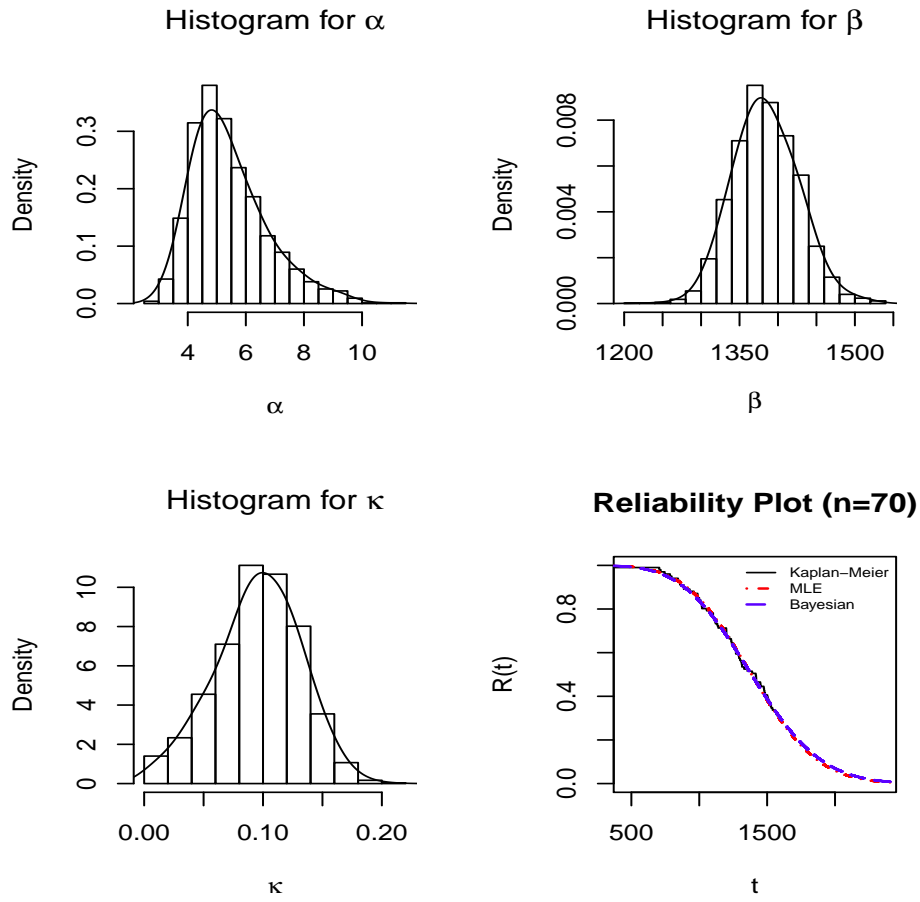 Histogram for α
Density
0.0 0.1 0.2 0.3
4 6 8 10
α
Histogram for β
Density
0.000 0.004 0.008
1200 1350 1500
β
Histogram for κ
Density
0 2 4 6 8 10
0.00 0.10 0.20
κ
Reliability Plot (n=70)
R(t)
0.0 0.4 0.8
Kaplan−Meier
MLE
Bayesian
500 1500
t